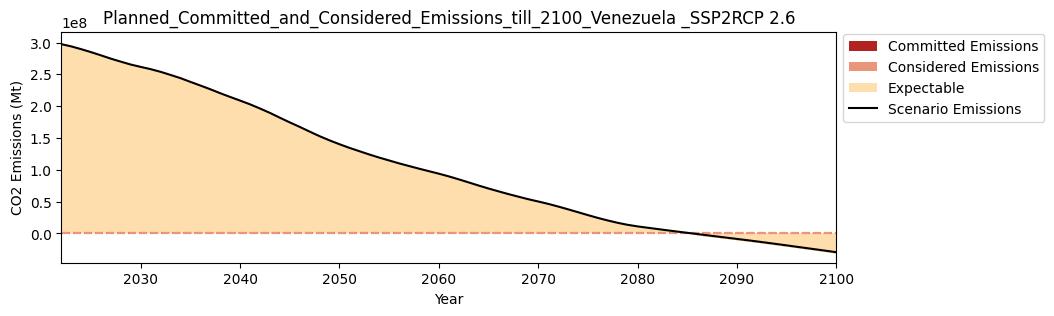 Planned_Committed_and_Considered_Emissions_till_2100_Venezuela _SSP2RCP 2.6
1e8
3.0
2.5
2.0
1.5
1.0
0.5
0.0
CO2 Emissions (Mt)
2030 2040 2050 2060 2070 2080 2090 2100
Year
Committed Emissions
Considered Emissions
Expectable
Scenario Emissions